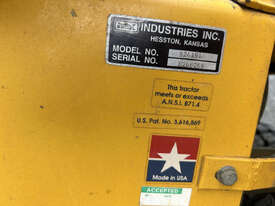 INDUSTRIES INC.
HESSTON, KANSAS
MODEL NO.
SERIAL NO.
This tractor
meets or exceeds
A.N.S.I. B71.4
U.S. Pat. No. 5,616,869
Made in USA
ACCEPTED